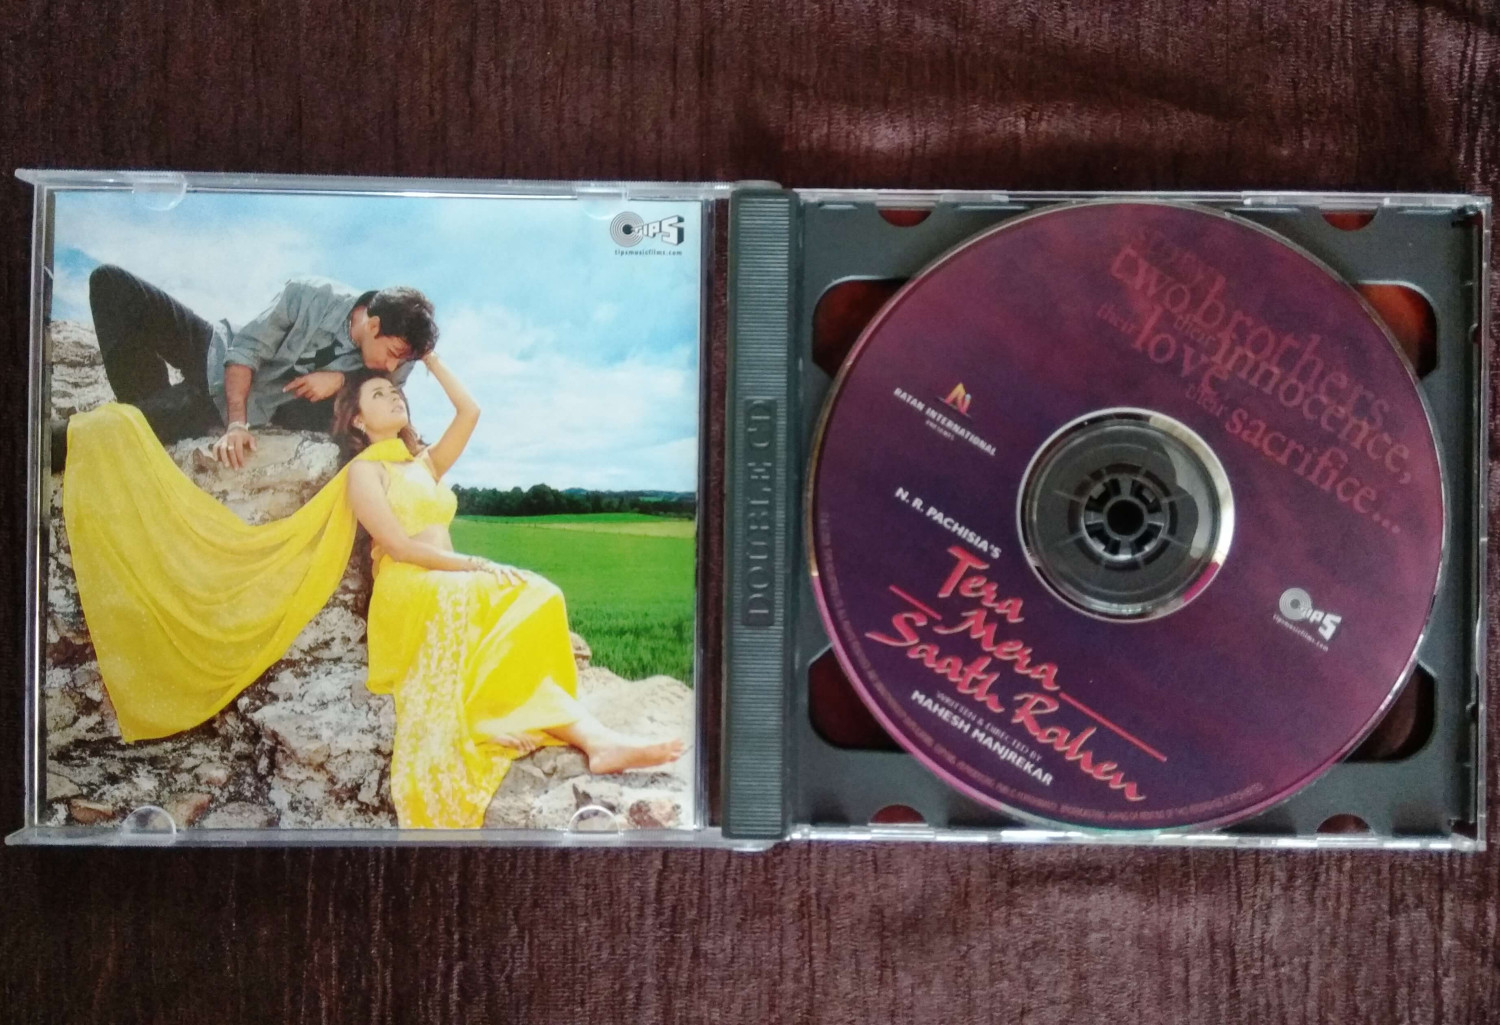 TIPS
tipsmusicfilms.com
DOUBLE CD
story
two brothers
their innocence,
their love
their sacrifice...
RATAN INTERNATIONAL
PRESENTS
N. R. PACHISIA'S
Tera
Mera
Saath Rahen
WRITTEN & DIRECTED BY
MAHESH MANJREKAR
TIPS
tipsmusicfilms.com